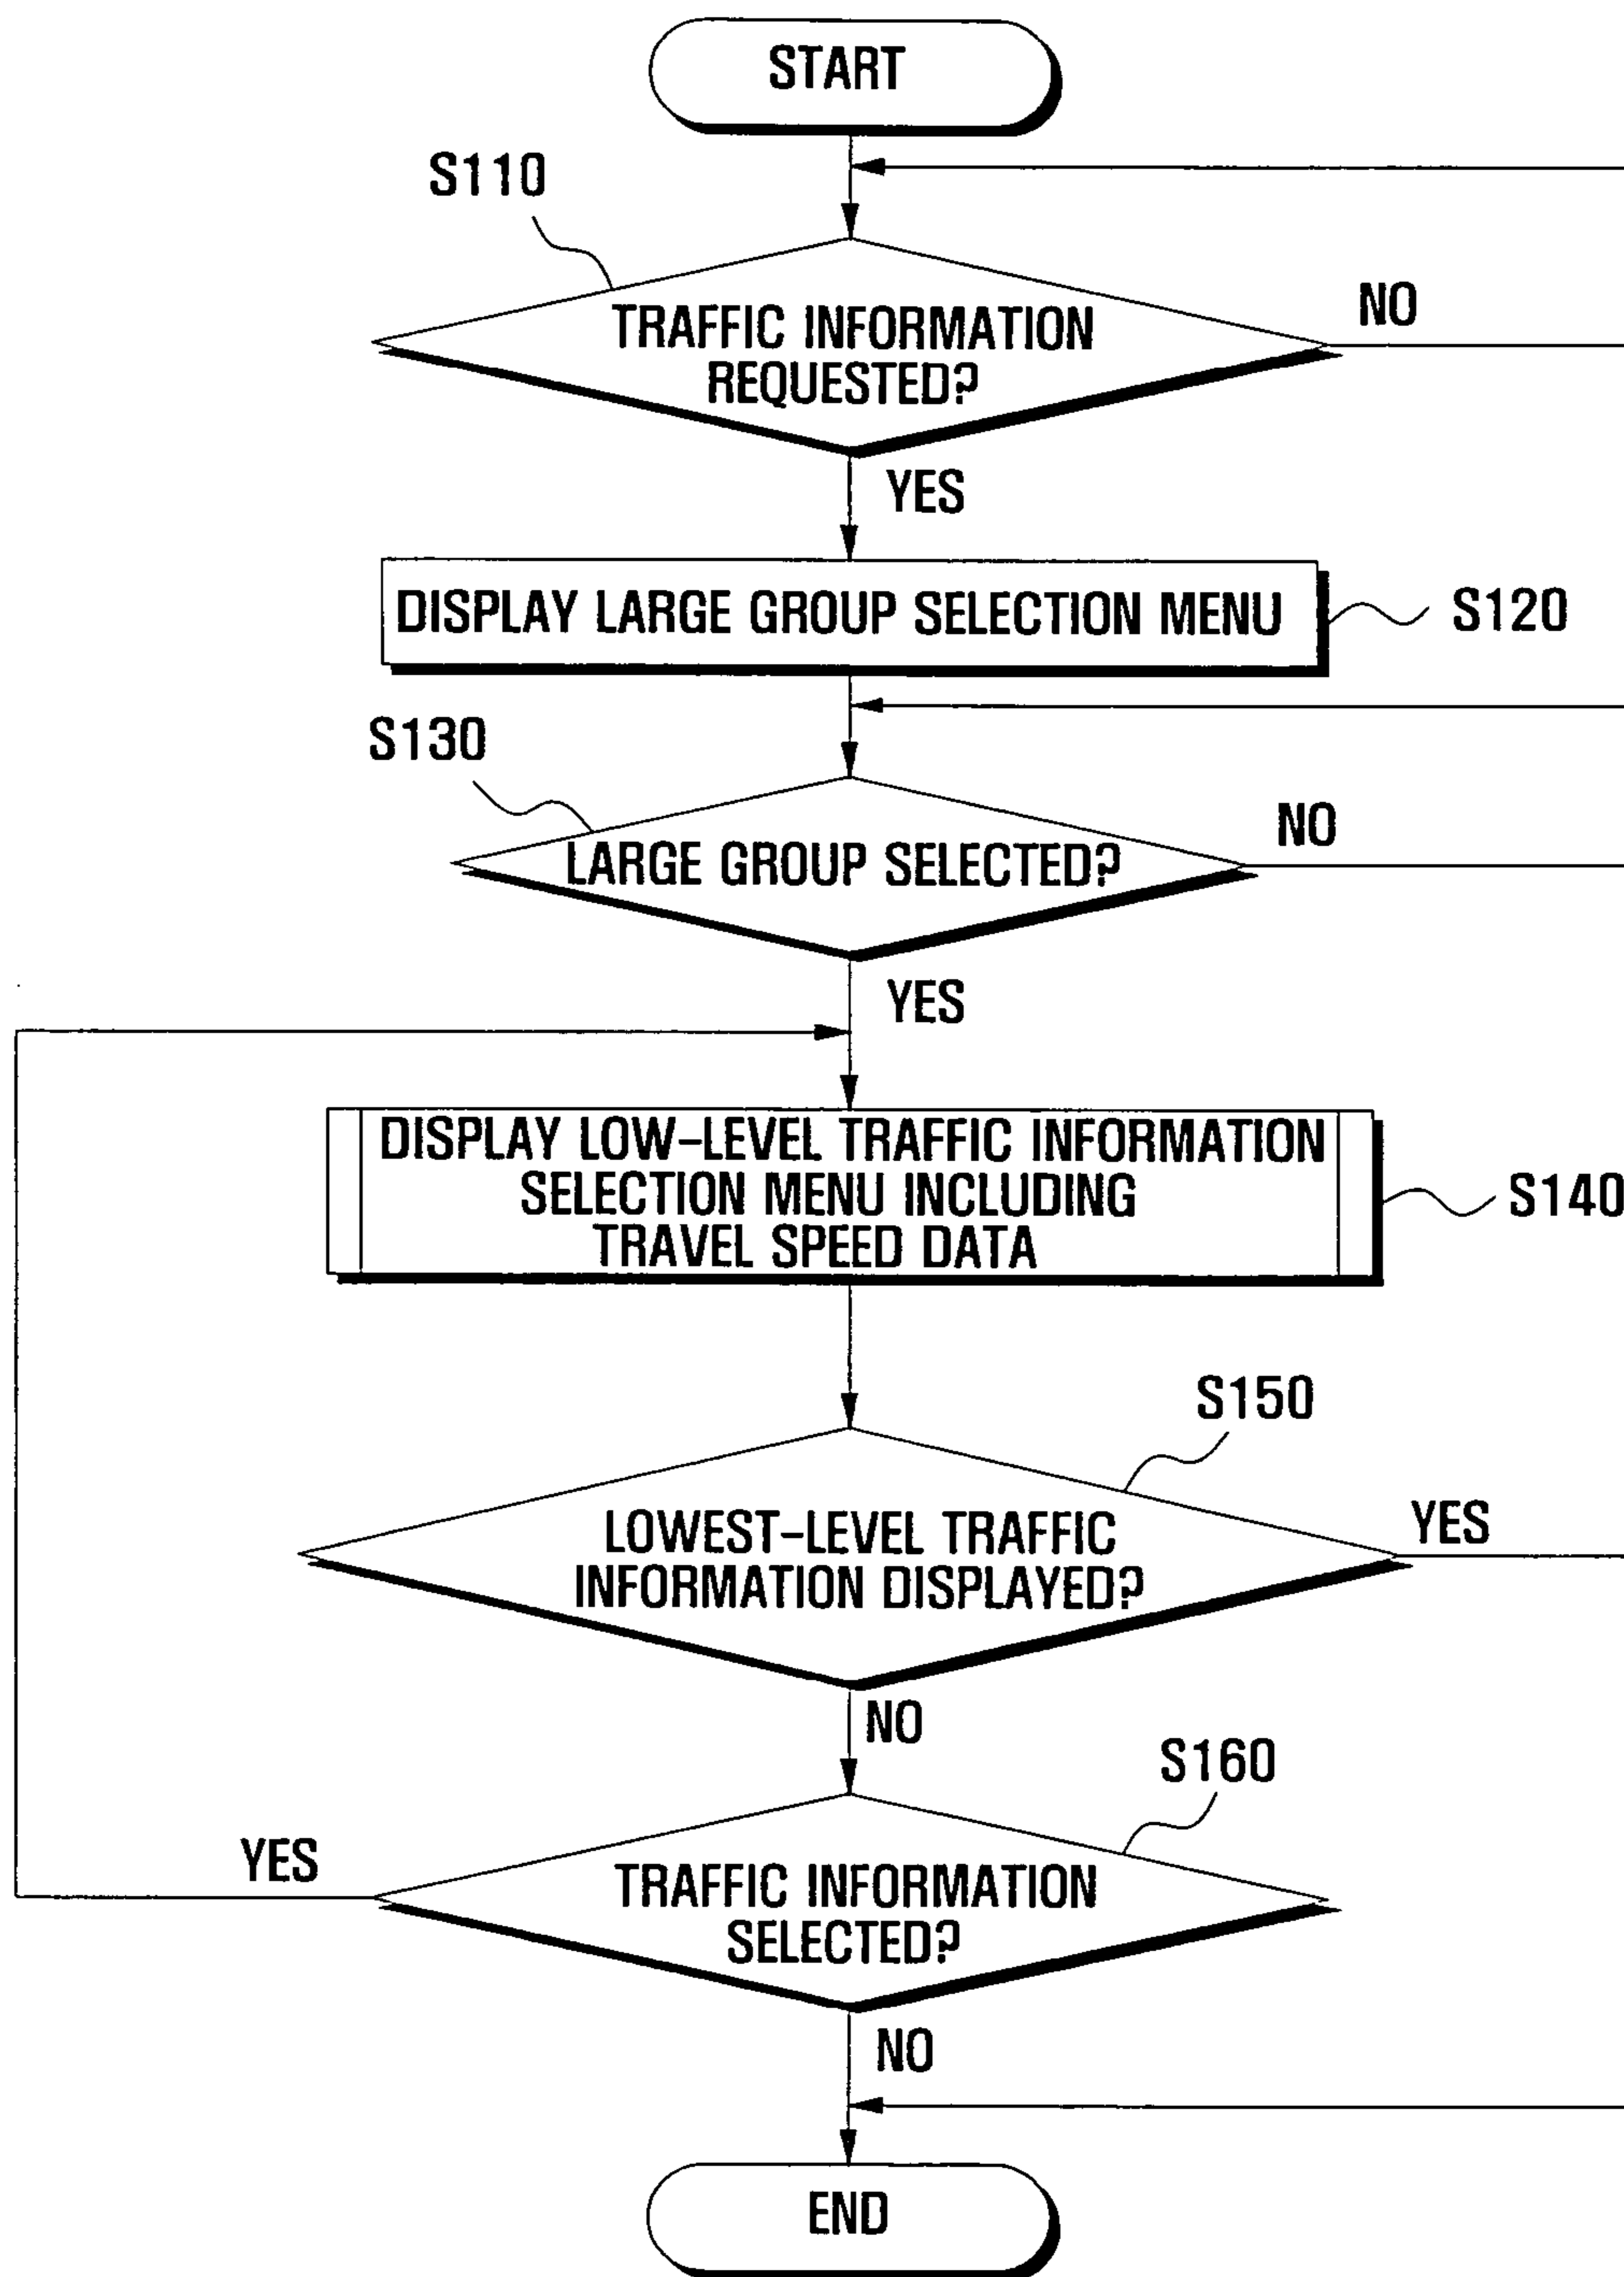 START
S110
TRAFFIC INFORMATION
REQUESTED?
NO
YES
DISPLAY LARGE GROUP SELECTION MENU
S120
S130
LARGE GROUP SELECTED?
NO
YES
DISPLAY LOW-LEVEL TRAFFIC INFORMATION
SELECTION MENU INCLUDING
TRAVEL SPEED DATA
S140
S150
LOWEST-LEVEL TRAFFIC
INFORMATION DISPLAYED?
YES
NO
S160
TRAFFIC INFORMATION
SELECTED?
YES
NO
END